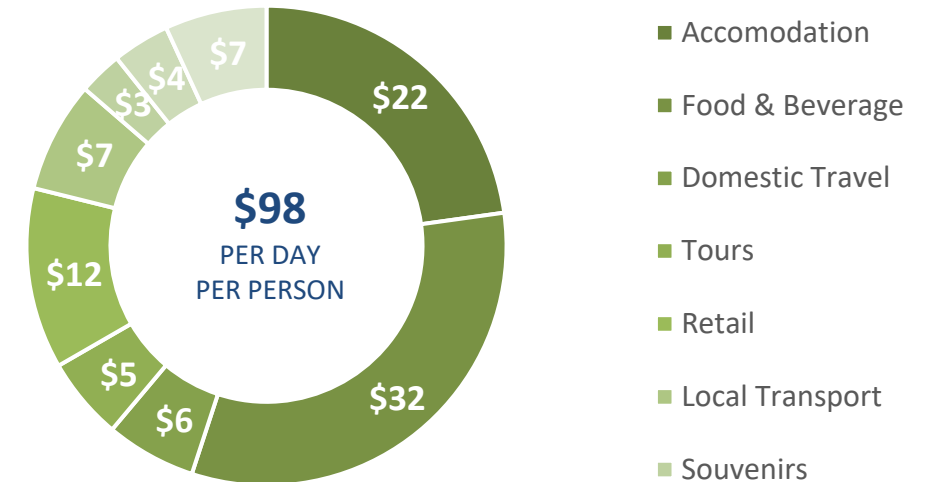 $7
$4
$3
$22
$7
$98
PER DAY
PER PERSON
$12
$5
$32
$6
Accomodation
Food & Beverage
Domestic Travel
Tours
Retail
Local Transport
Souvenirs